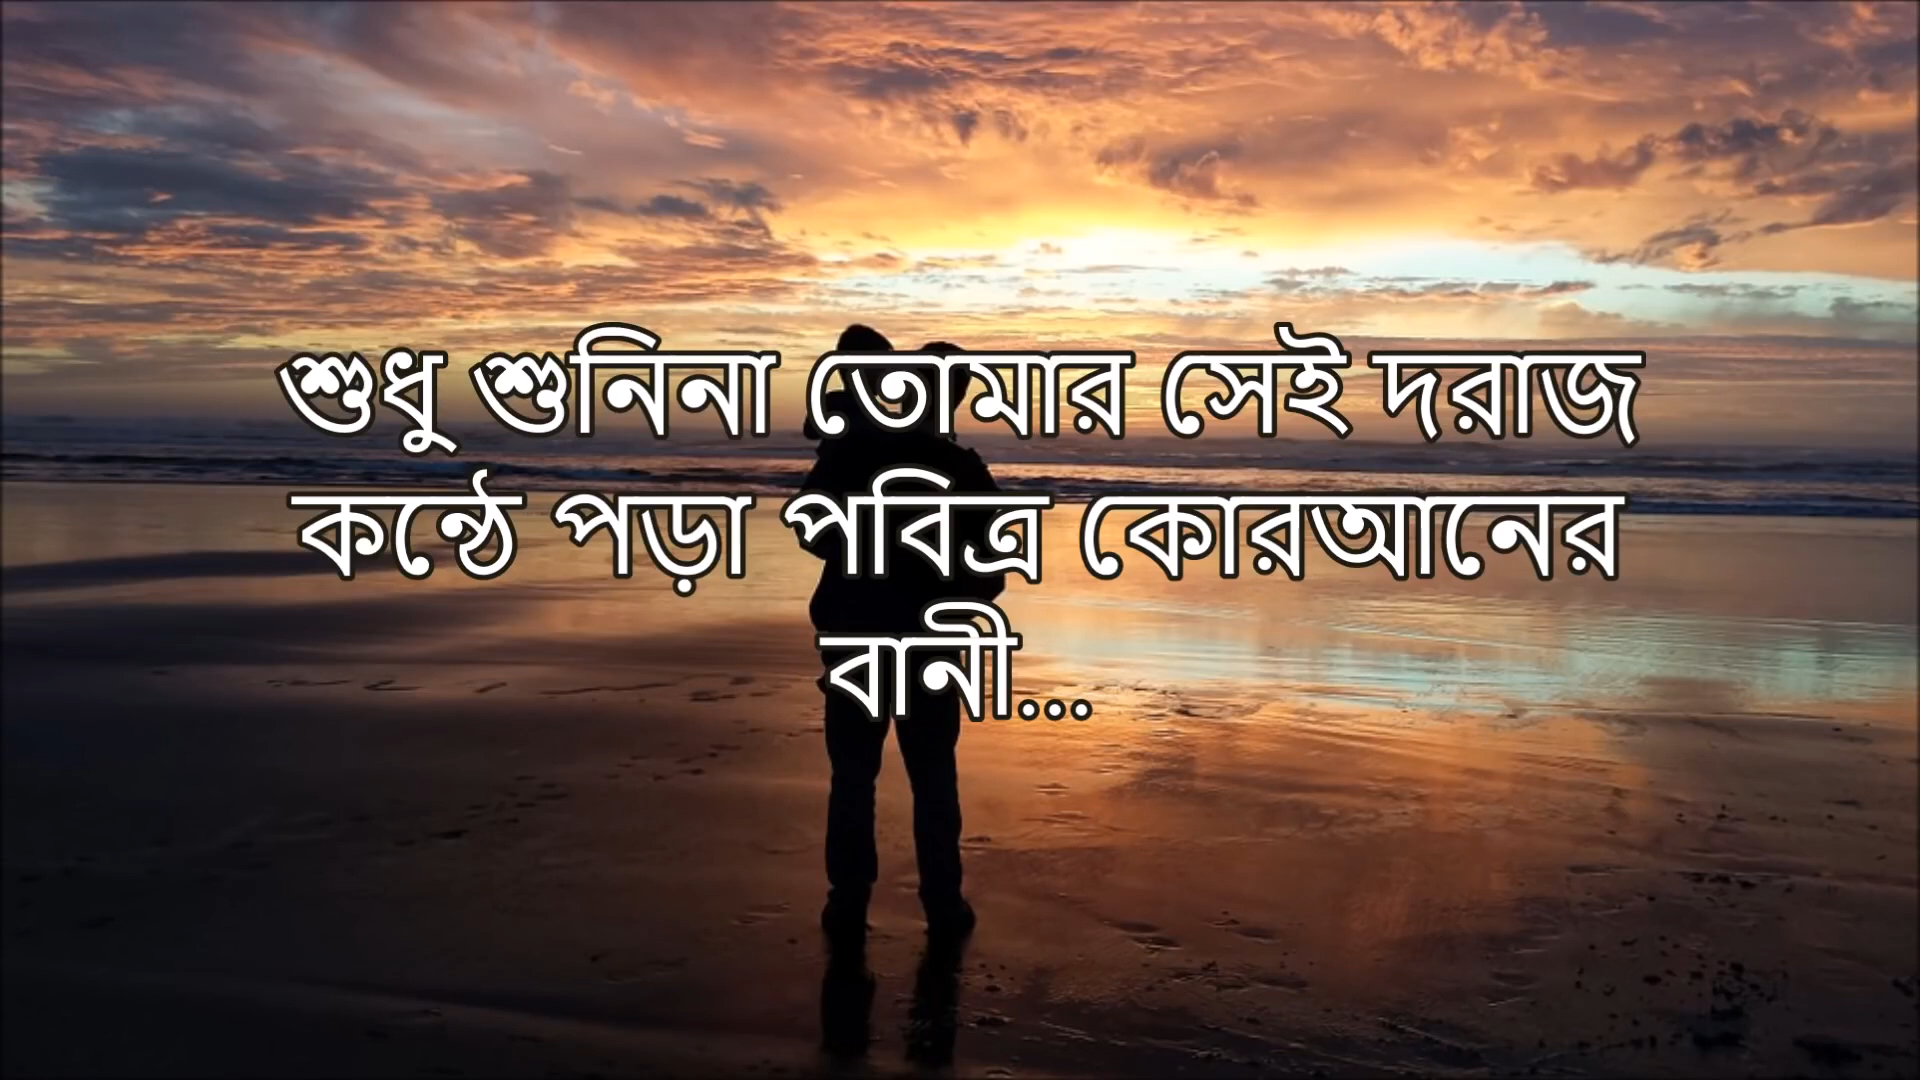 শুধু শুনিনা তোমার সেই দরাজ
কন্ঠে পড়া পবিত্র কোরআনের
বানী...